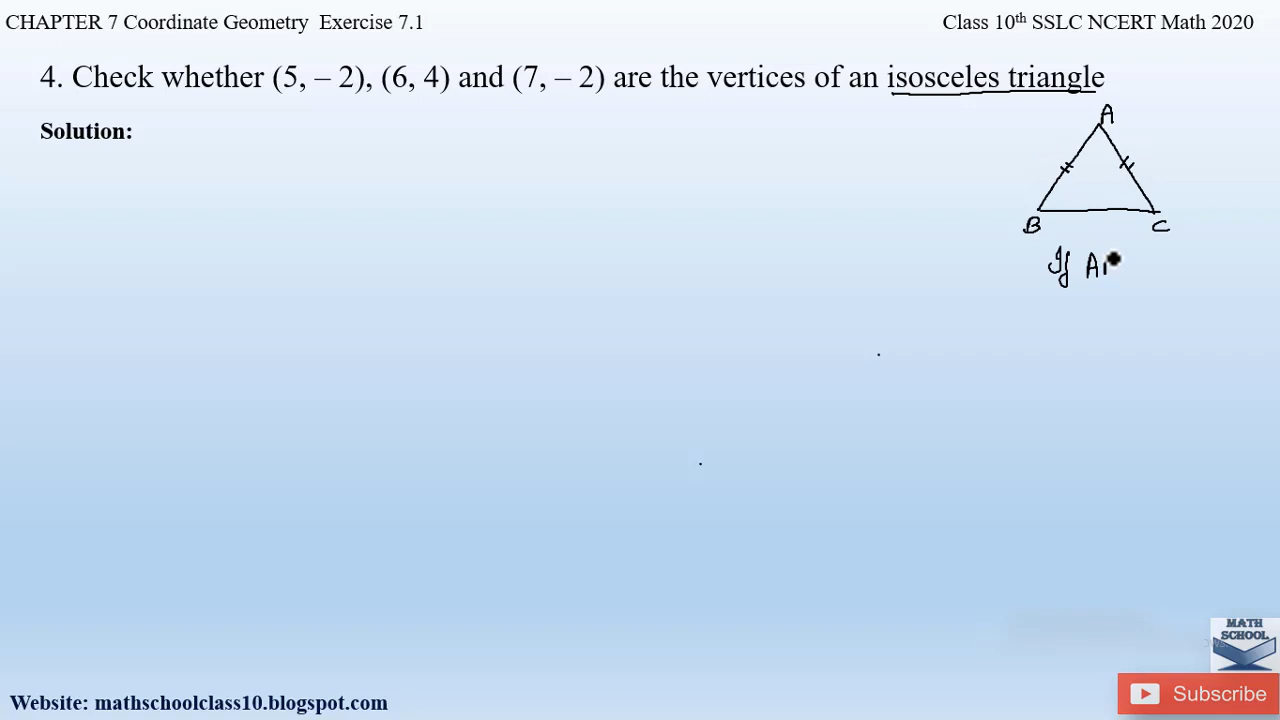 CHAPTER 7 Coordinate Geometry Exercise 7.1
Class 10th SSLC NCERT Math 2020
4. Check whether (5, – 2), (6, 4) and (7, – 2) are the vertices of an isosceles triangle
Solution:
A
B C
If A
MATH
SCHOOL
Website: mathschoolclass10.blogspot.com
Subscribe